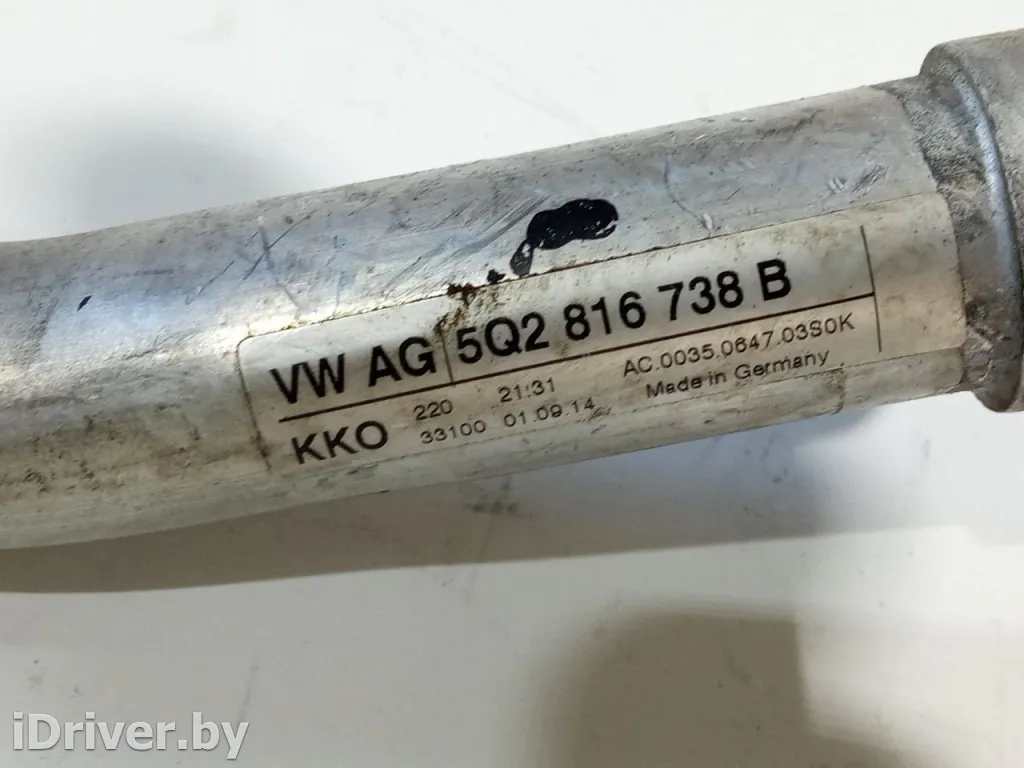 VW AG 5Q2 816 738 B
KKO 220 21:31 AC.0035.0647.03S0K
33100 01.09.14 Made in Germany
iDriver.by